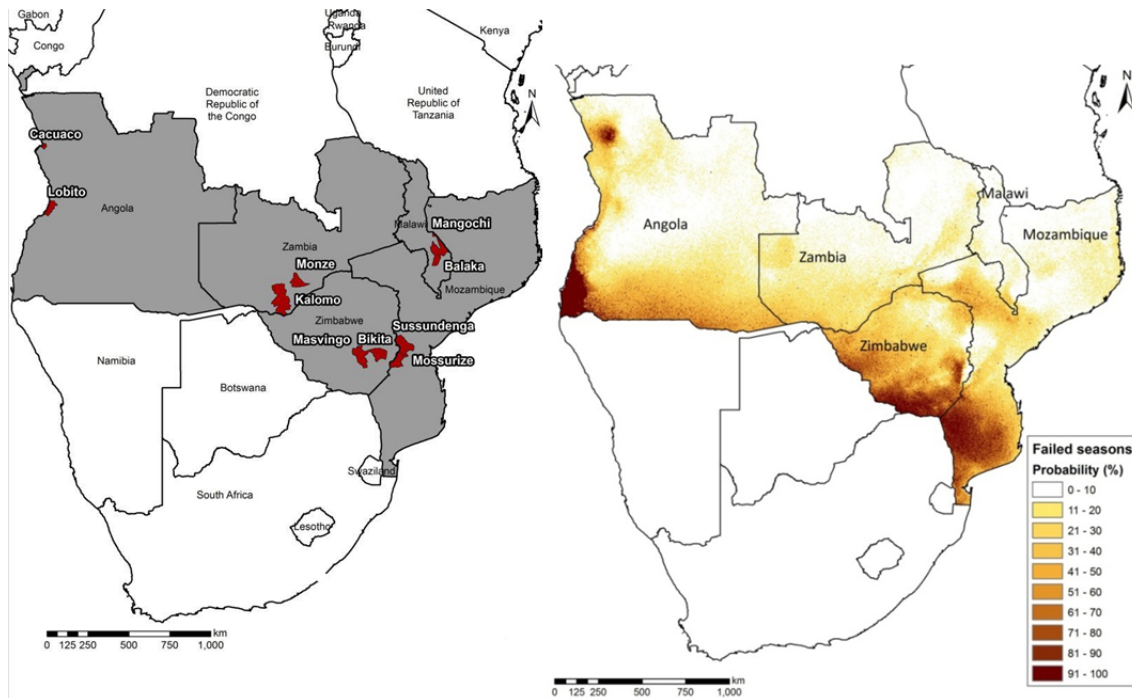 Gabon
Congo
Uganda
Rwanda
Burundi
Kenya
Democratic
Republic of
the Congo
United
Republic of
Tanzania
N
Cacuaco
Lobito
Angola
Malawi
Mangochi
Zambia
Monze
Balaka
Mozambique
Kalomo
Zimbabwe
Sussundenga
Masvingo
Bikita
Mossurize
Namibia
Botswana
Swaziland
South Africa
Lesotho
km
0 125 250 500 750 1,000
N
Malawi
Angola
Mozambique
Zambia
Zimbabwe
Failed seasons
Probability (%)
0 - 10
11 - 20
21 - 30
31 - 40
41 - 50
51 - 60
61 - 70
71 - 80
81 - 90
91 - 100
km
0 125 250 500 750 1,000